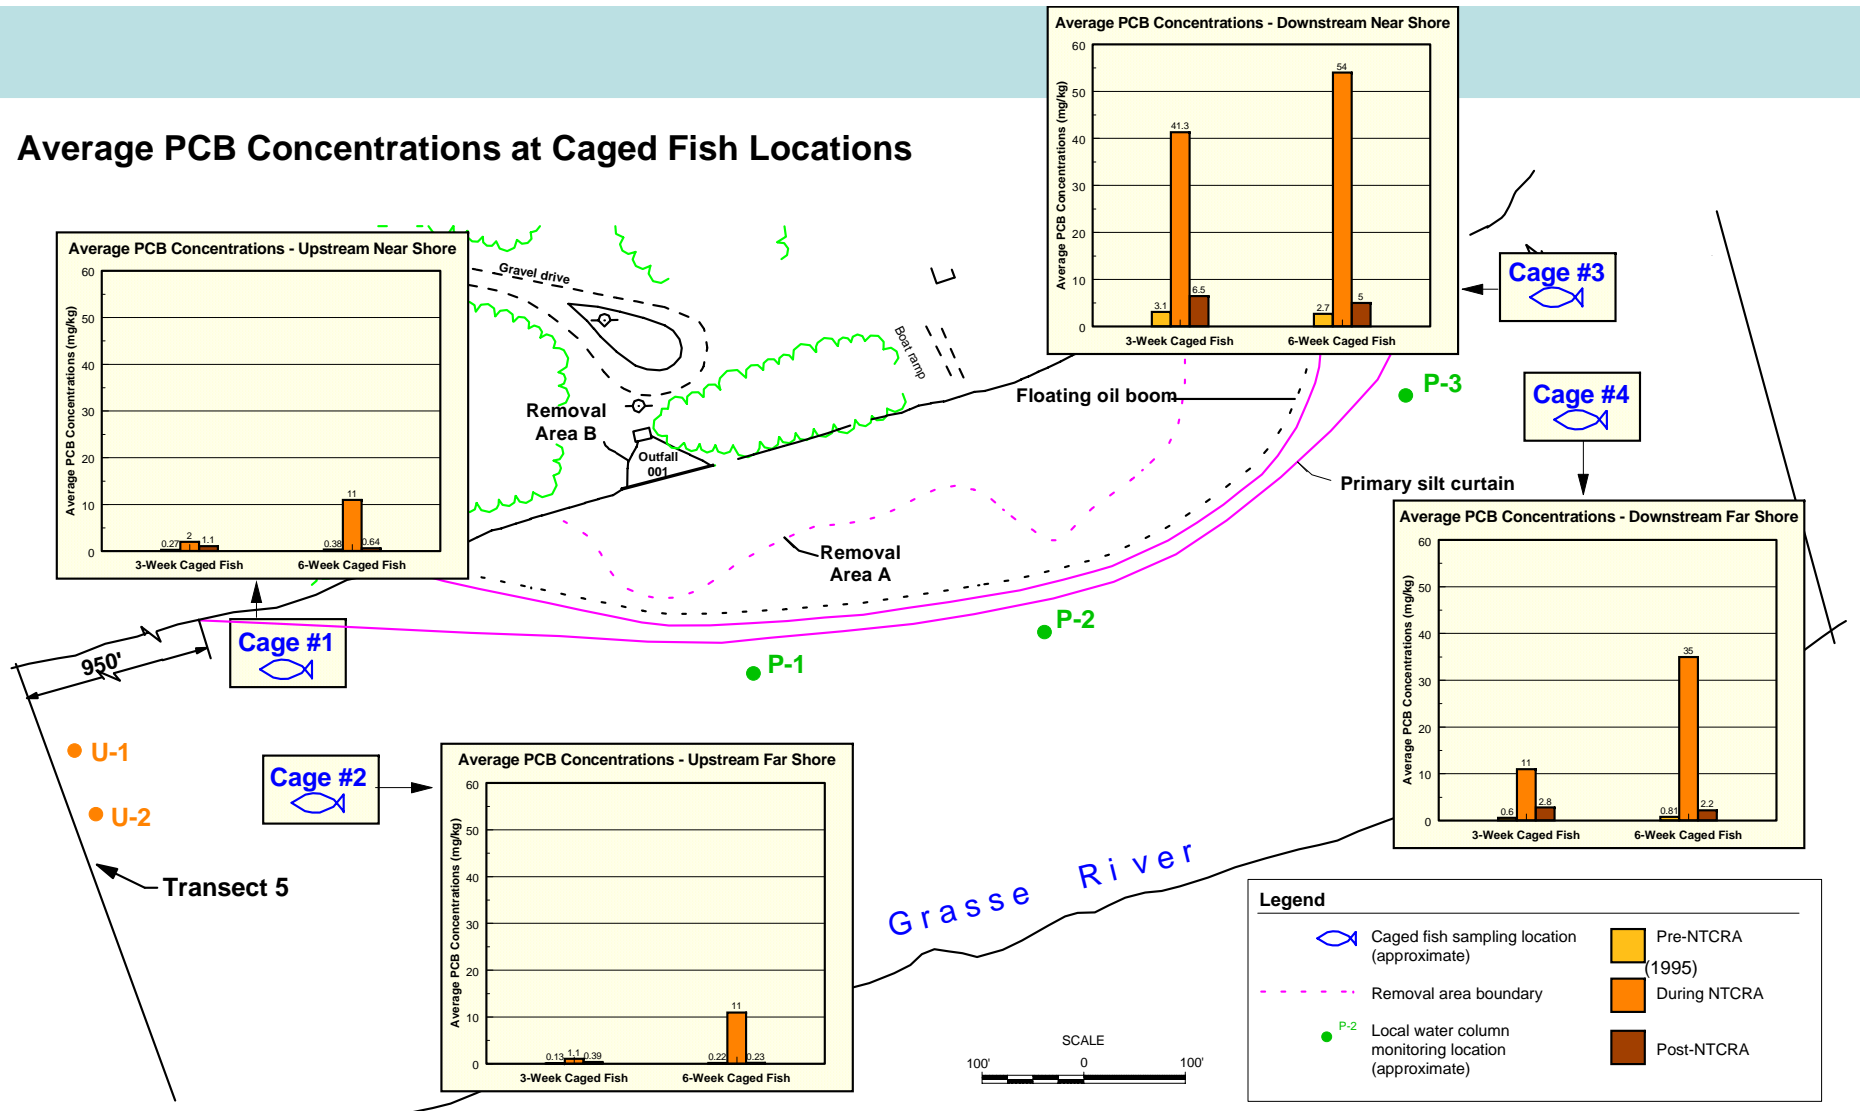 Average PCB Concentrations at Caged Fish Locations
Average PCB Concentrations - Downstream Near Shore
Average PCB Concentrations (mg/kg)
60
50
40
30
20
10
0
3.1
41.3
6.5
2.7
54
5
3-Week Caged Fish
6-Week Caged Fish
Average PCB Concentrations - Upstream Near Shore
Average PCB Concentrations (mg/kg)
60
50
40
30
20
10
0
0.27
2
1.1
0.38
11
0.64
3-Week Caged Fish
6-Week Caged Fish
Gravel drive
Boat ramp
Removal
Area B
Outfall
001
Floating oil boom
Cage #3
Cage #4
P-3
Primary silt curtain
Removal
Area A
P-2
P-1
Cage #1
950'
U-1
U-2
Transect 5
Cage #2
Average PCB Concentrations - Upstream Far Shore
Average PCB Concentrations (mg/kg)
60
50
40
30
20
10
0
0.13
1.1
0.39
0.22
11
0.23
3-Week Caged Fish
6-Week Caged Fish
Average PCB Concentrations - Downstream Far Shore
Average PCB Concentrations (mg/kg)
60
50
40
30
20
10
0
0.6
11
2.8
0.81
35
2.2
3-Week Caged Fish
6-Week Caged Fish
Grasse River
SCALE
100' 0 100'
Legend
Caged fish sampling location
(approximate)
Removal area boundary
P-2
Local water column
monitoring location
(approximate)
Pre-NTCRA
(1995)
During NTCRA
Post-NTCRA